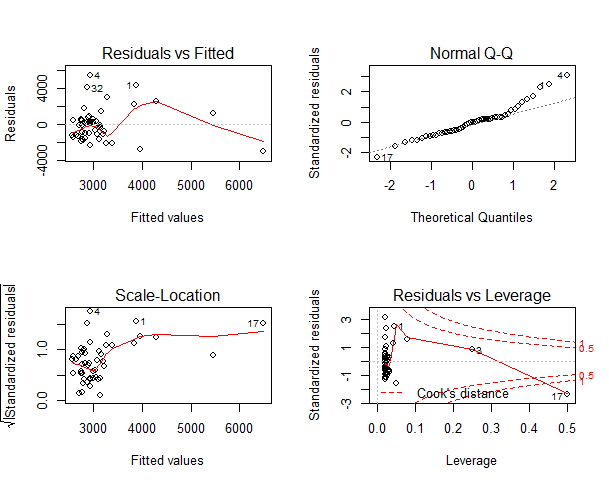 Residuals vs Fitted
Residuals
-4000 0 4000
4
32
1
3000 4000 5000 6000
Fitted values
Normal Q-Q
Standardized residuals
-2 0 2
4
1
17
-2 -1 0 1 2
Theoretical Quantiles
Scale-Location
√|Standardized residuals|
0.0 1.0
4
1
17
3000 4000 5000 6000
Fitted values
Residuals vs Leverage
Standardized residuals
-3 -1 1 3
1
3
17
1
0.5
0.5
1
Cook's distance
0.0 0.1 0.2 0.3 0.4 0.5
Leverage